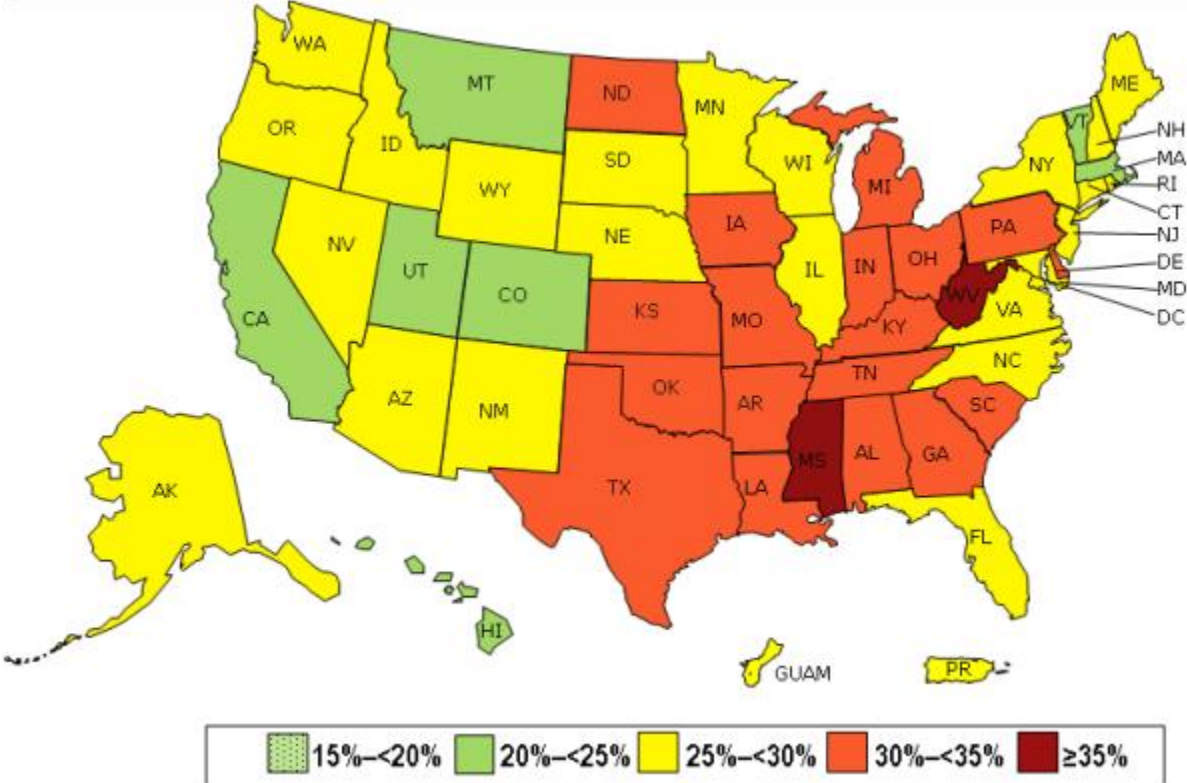 WA
MT
ND
MN
ME
VT
NH
OR
ID
SD
WI
NY
MA
WY
MI
RI
CT
IA
PA
NJ
NV
NE
IL
IN
OH
DE
UT
CO
WV
MD
CA
KS
MO
KY
VA
DC
NC
TN
AZ
NM
OK
AR
SC
MS
AL
GA
AK
TX
LA
FL
HI
GUAM
PR
15%–<20% 20%–<25% 25%–<30% 30%–<35% ≥35%